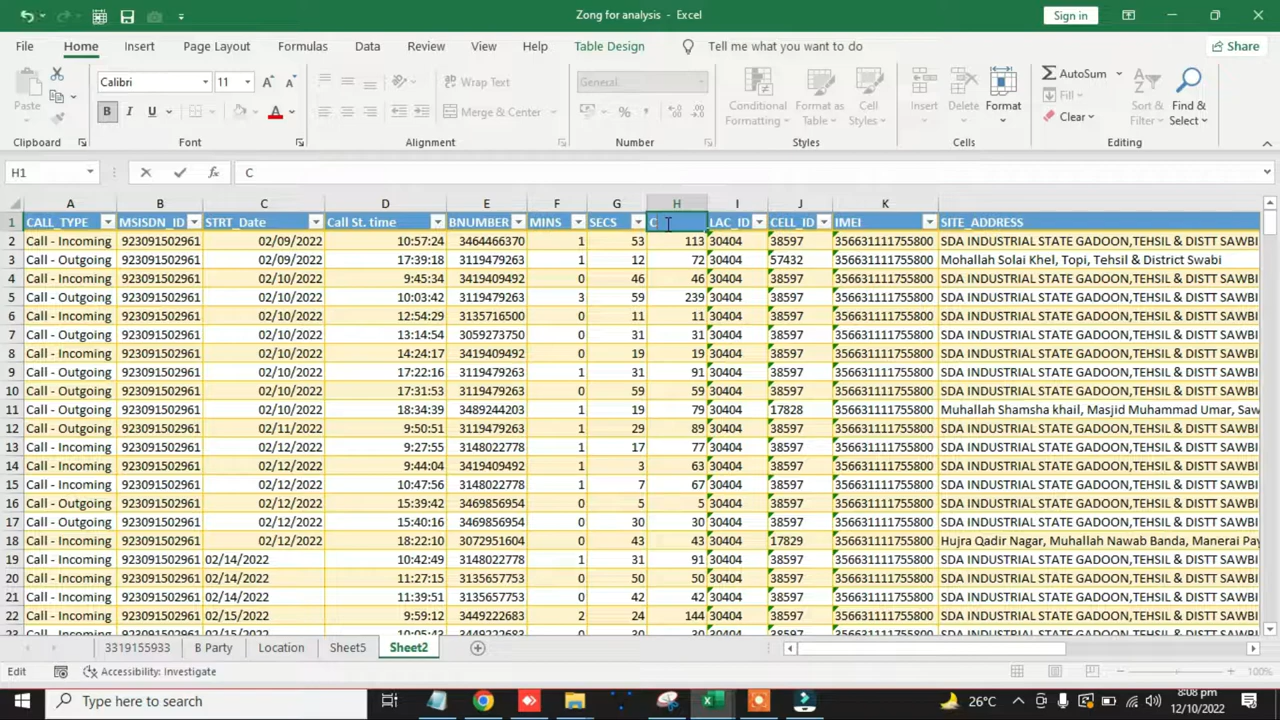 Zong for analysis - Excel
Sign in
File Home Insert Page Layout Formulas Data Review View Help Table Design Tell me what you want to do Share
Paste
Calibri 11
B I U
Wrap Text
Merge & Center
General
Conditional Formatting
Format as Table
Cell Styles
Insert Delete Format
AutoSum
Fill
Clear
Sort & Filter
Find & Select
Clipboard Font Alignment Number Styles Cells Editing
H1 C
A B C D E F G H I J K L
1 CALL_TYPE MSISDN_ID STRT_Date Call St. time BNUMBER MINS SECS C LAC_ID CELL_ID IMEI SITE_ADDRESS
2 Call - Incoming 923091502961 02/09/2022 10:57:24 3464466370 1 53 113 30404 38597 356631111755800 SDA INDUSTRIAL STATE GADOON,TEHSIL & DISTT SAWBI
3 Call - Outgoing 923091502961 02/09/2022 17:39:18 3119479263 1 12 72 30404 57432 356631111755800 Mohallah Solai Khel, Topi, Tehsil & District Swabi
4 Call - Incoming 923091502961 02/10/2022 9:45:34 3419409492 0 46 46 30404 38597 356631111755800 SDA INDUSTRIAL STATE GADOON,TEHSIL & DISTT SAWBI
5 Call - Outgoing 923091502961 02/10/2022 10:03:42 3119479263 3 59 239 30404 38597 356631111755800 SDA INDUSTRIAL STATE GADOON,TEHSIL & DISTT SAWBI
6 Call - Incoming 923091502961 02/10/2022 12:54:29 3135716500 0 11 11 30404 38597 356631111755800 SDA INDUSTRIAL STATE GADOON,TEHSIL & DISTT SAWBI
7 Call - Outgoing 923091502961 02/10/2022 13:14:54 3059273750 0 31 31 30404 38597 356631111755800 SDA INDUSTRIAL STATE GADOON,TEHSIL & DISTT SAWBI
8 Call - Incoming 923091502961 02/10/2022 14:24:17 3419409492 0 19 19 30404 38597 356631111755800 SDA INDUSTRIAL STATE GADOON,TEHSIL & DISTT SAWBI
9 Call - Incoming 923091502961 02/10/2022 17:22:16 3119479263 1 31 91 30404 38597 356631111755800 SDA INDUSTRIAL STATE GADOON,TEHSIL & DISTT SAWBI
10 Call - Outgoing 923091502961 02/10/2022 17:31:53 3119479263 0 59 59 30404 38597 356631111755800 SDA INDUSTRIAL STATE GADOON,TEHSIL & DISTT SAWBI
11 Call - Outgoing 923091502961 02/10/2022 18:34:39 3489244203 1 19 79 30404 17828 356631111755800 Muhallah Shamsha khail, Masjid Muhammad Umar, Saw
12 Call - Outgoing 923091502961 02/11/2022 9:50:51 3119479263 1 29 89 30404 38597 356631111755800 SDA INDUSTRIAL STATE GADOON,TEHSIL & DISTT SAWBI
13 Call - Incoming 923091502961 02/12/2022 9:27:55 3148022778 1 17 77 30404 38597 356631111755800 SDA INDUSTRIAL STATE GADOON,TEHSIL & DISTT SAWBI
14 Call - Incoming 923091502961 02/12/2022 9:44:04 3419409492 1 3 63 30404 38597 356631111755800 SDA INDUSTRIAL STATE GADOON,TEHSIL & DISTT SAWBI
15 Call - Incoming 923091502961 02/12/2022 10:47:56 3148022778 1 7 67 30404 38597 356631111755800 SDA INDUSTRIAL STATE GADOON,TEHSIL & DISTT SAWBI
16 Call - Outgoing 923091502961 02/12/2022 15:39:42 3469856954 0 5 5 30404 38597 356631111755800 SDA INDUSTRIAL STATE GADOON,TEHSIL & DISTT SAWBI
17 Call - Outgoing 923091502961 02/12/2022 15:40:16 3469856954 0 30 30 30404 38597 356631111755800 SDA INDUSTRIAL STATE GADOON,TEHSIL & DISTT SAWBI
18 Call - Outgoing 923091502961 02/12/2022 18:22:10 3072951604 0 43 43 30404 17829 356631111755800 Hujra Qadir Nagar, Muhallah Nawab Banda, Manerai Pay
19 Call - Incoming 923091502961 02/14/2022 10:42:49 3148022778 1 31 91 30404 38597 356631111755800 SDA INDUSTRIAL STATE GADOON,TEHSIL & DISTT SAWBI
20 Call - Incoming 923091502961 02/14/2022 11:27:15 3135657753 0 50 50 30404 38597 356631111755800 SDA INDUSTRIAL STATE GADOON,TEHSIL & DISTT SAWBI
21 Call - Incoming 923091502961 02/14/2022 11:39:51 3135657753 0 42 42 30404 38597 356631111755800 SDA INDUSTRIAL STATE GADOON,TEHSIL & DISTT SAWBI
22 Call - Incoming 923091502961 02/15/2022 9:59:12 3449222683 2 24 144 30404 38597 356631111755800 SDA INDUSTRIAL STATE GADOON,TEHSIL & DISTT SAWBI
3319155933 B Party Location Sheet5 Sheet2
Edit Accessibility: Investigate 100%
Type here to search 26°C 8:08 pm
12/10/2022